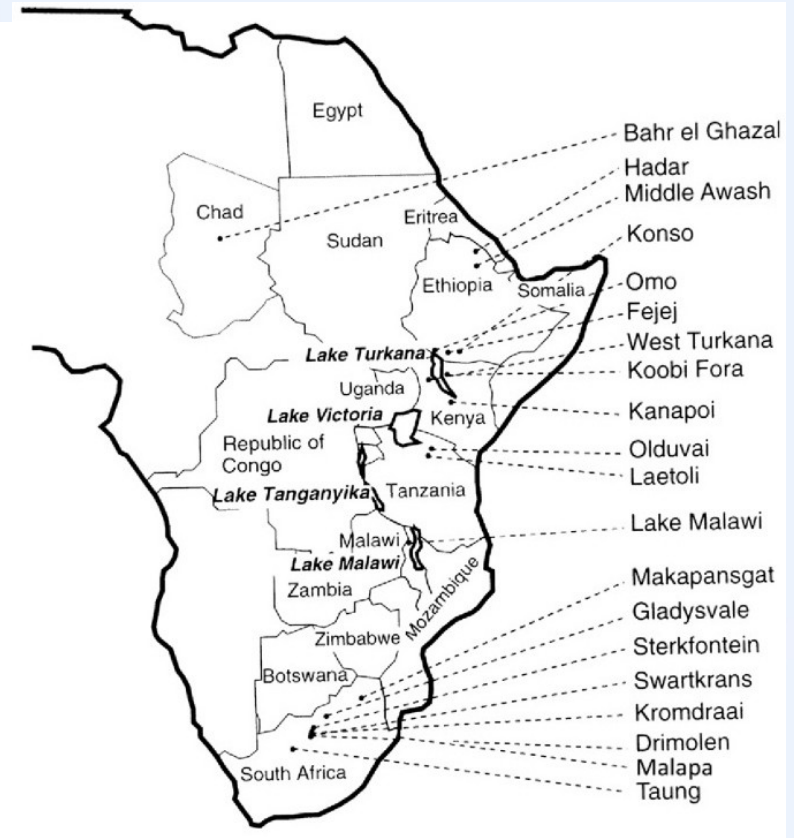 Egypt
Bahr el Ghazal
Hadar
Middle Awash
Chad
Eritrea
Sudan
Konso
Ethiopia
Somalia
Omo
Fejej
West Turkana
Lake Turkana
Koobi Fora
Uganda
Kanapoi
Lake Victoria
Kenya
Republic of
Congo
Olduvai
Laetoli
Lake Tanganyika
Tanzania
Lake Malawi
Malawi
Lake Malawi
Makapansgat
Zambia
Mozambique
Gladysvale
Zimbabwe
Sterkfontein
Botswana
Swartkrans
Kromdraai
Drimolen
Malapa
South Africa
Taung